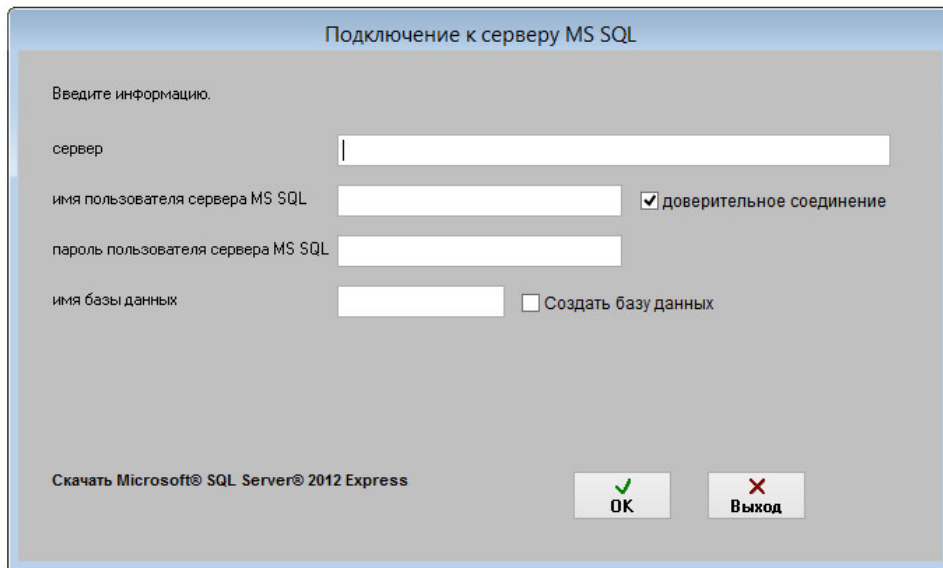 Подключение к серверу MS SQL
Введите информацию.
сервер
имя пользователя сервера MS SQL
доверительное соединение
пароль пользователя сервера MS SQL
имя базы данных
Создать базу данных
Скачать Microsoft® SQL Server® 2012 Express
OK
Выход